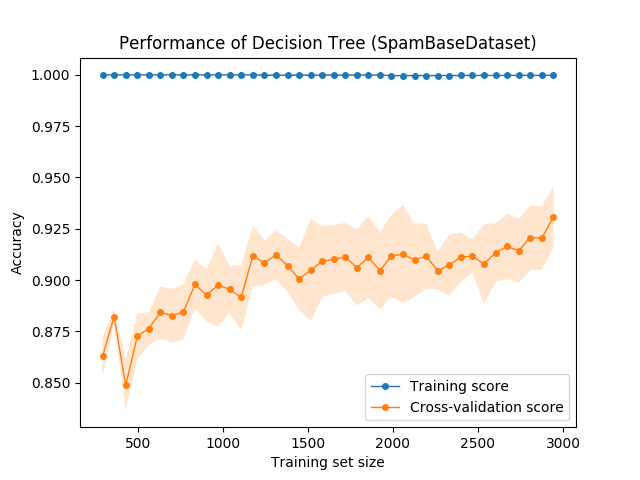 Performance of Decision Tree (SpamBaseDataset)
1.000
0.975
0.950
0.925
0.900
0.875
0.850
Accuracy
Training score
Cross-validation score
500 1000 1500 2000 2500 3000
Training set size